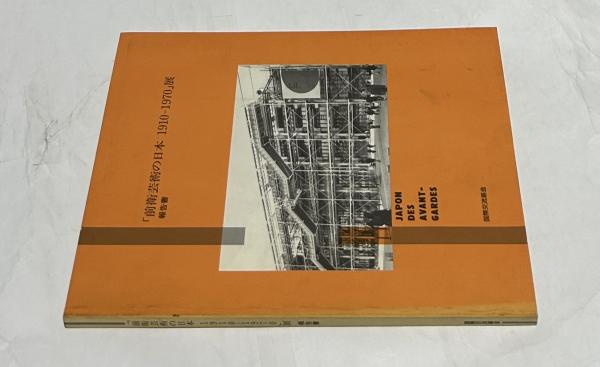 「前衛芸術の日本 1910-1970」展
報告書
JAPON
DES
AVANT-
GARDES
国際交流基金
「前衛芸術の日本 1910-1970」展 報告書